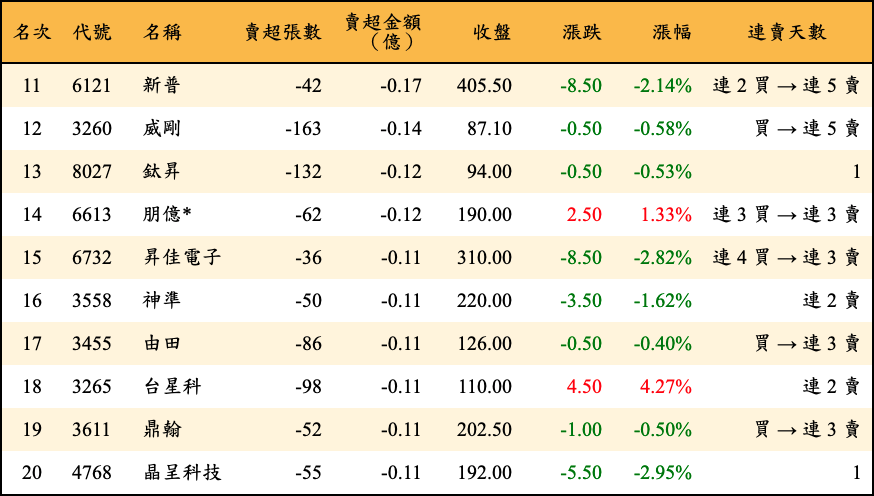 名次 代號 名稱 賣超張數 賣超金額（億） 收盤 漲跌 漲幅 連賣天數
11 6121 新普 -42 -0.17 405.50 -8.50 -2.14% 連 2 買 → 連 5 賣
12 3260 威剛 -163 -0.14 87.10 -0.50 -0.58% 買 → 連 5 賣
13 8027 鈦昇 -132 -0.12 94.00 -0.50 -0.53% 1
14 6613 朋億* -62 -0.12 190.00 2.50 1.33% 連 3 買 → 連 3 賣
15 6732 昇佳電子 -36 -0.11 310.00 -8.50 -2.82% 連 4 買 → 連 3 賣
16 3558 神準 -50 -0.11 220.00 -3.50 -1.62% 連 2 賣
17 3455 由田 -86 -0.11 126.00 -0.50 -0.40% 買 → 連 3 賣
18 3265 台星科 -98 -0.11 110.00 4.50 4.27% 連 2 賣
19 3611 鼎翰 -52 -0.11 202.50 -1.00 -0.50% 買 → 連 3 賣
20 4768 晶呈科技 -55 -0.11 192.00 -5.50 -2.95% 1